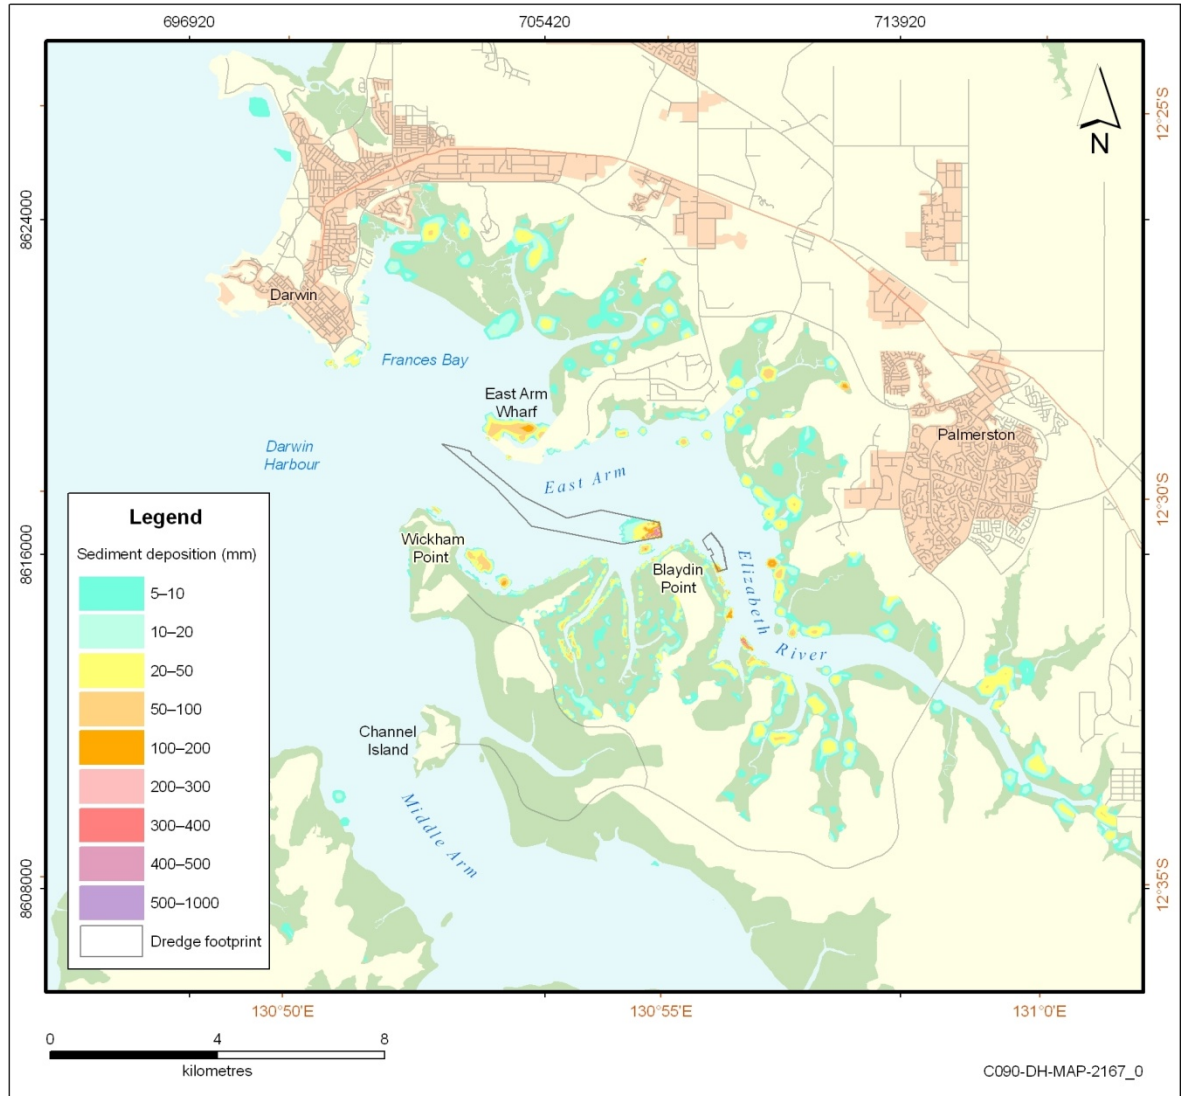 696920 705420 713920
12°25'S
N
8624000
Darwin
Frances Bay
East Arm
Wharf
Palmerston
Darwin
Harbour
East Arm
12°30'S
Legend
Sediment deposition (mm)
5–10
10–20
20–50
50–100
100–200
200–300
300–400
400–500
500–1000
Dredge footprint
Wickham
Point
8616000
Blaydin
Point
Elizabeth
River
Channel
Island
Middle Arm
8608000
12°35'S
130°50'E 130°55'E 131°0'E
0 4 8
kilometres
C090-DH-MAP-2167_0